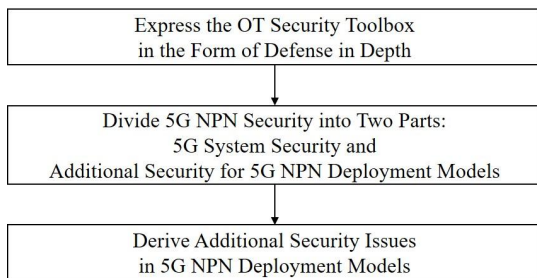 Express the OT Security Toolbox
in the Form of Defense in Depth
Divide 5G NPN Security into Two Parts:
5G System Security and
Additional Security for 5G NPN Deployment Models
Derive Additional Security Issues
in 5G NPN Deployment Models